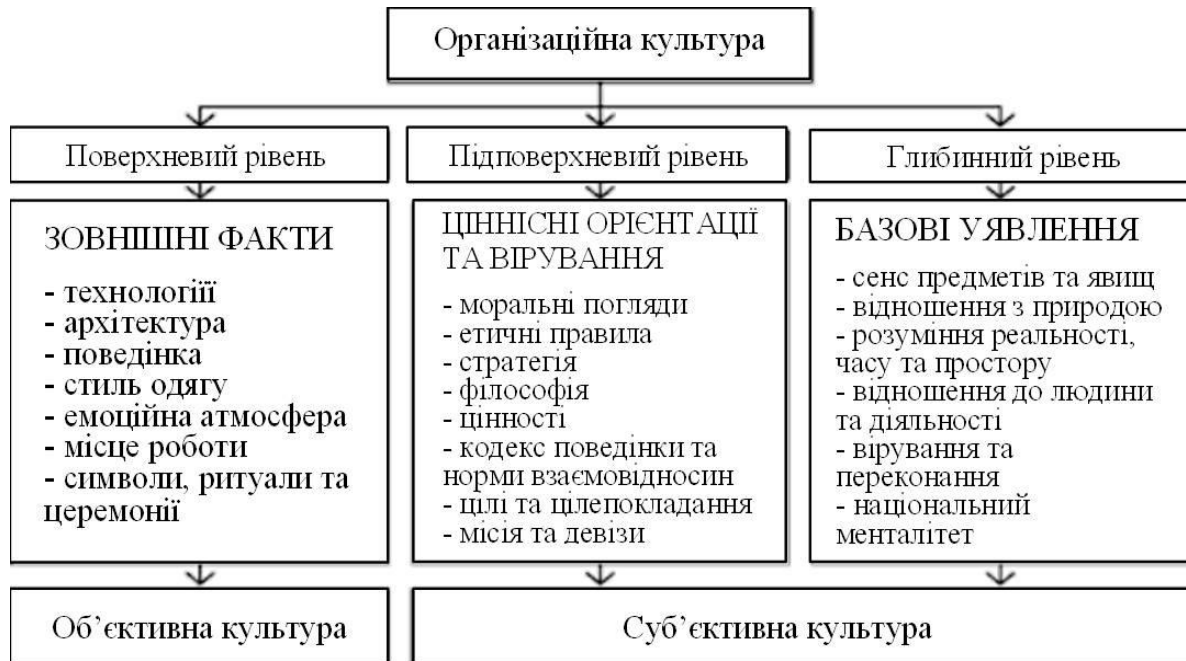 Організаційна культура
Поверхневий рівень
Підповерхневий рівень
Глибинний рівень
ЗОВНІШНІ ФАКТИ
- технологіїї
- архітектура
- поведінка
- стиль одягу
- емоційна атмосфера
- місце роботи
- символи, ритуали та
церемонії
ЦІННІСНІ ОРІЄНТАЦІЇ
ТА ВІРУВАННЯ
- моральні погляди
- етичні правила
- стратегія
- філософія
- цінності
- кодекс поведінки та
норми взаємовідносин
- цілі та цілепокладання
- місія та девізи
БАЗОВІ УЯВЛЕННЯ
- сенс предметів та явищ
- відношення з природою
- розуміння реальності,
часу та простору
- відношення до людини
та діяльності
- вірування та
переконання
- національний
менталітет
Об’єктивна культура
Суб’єктивна культура